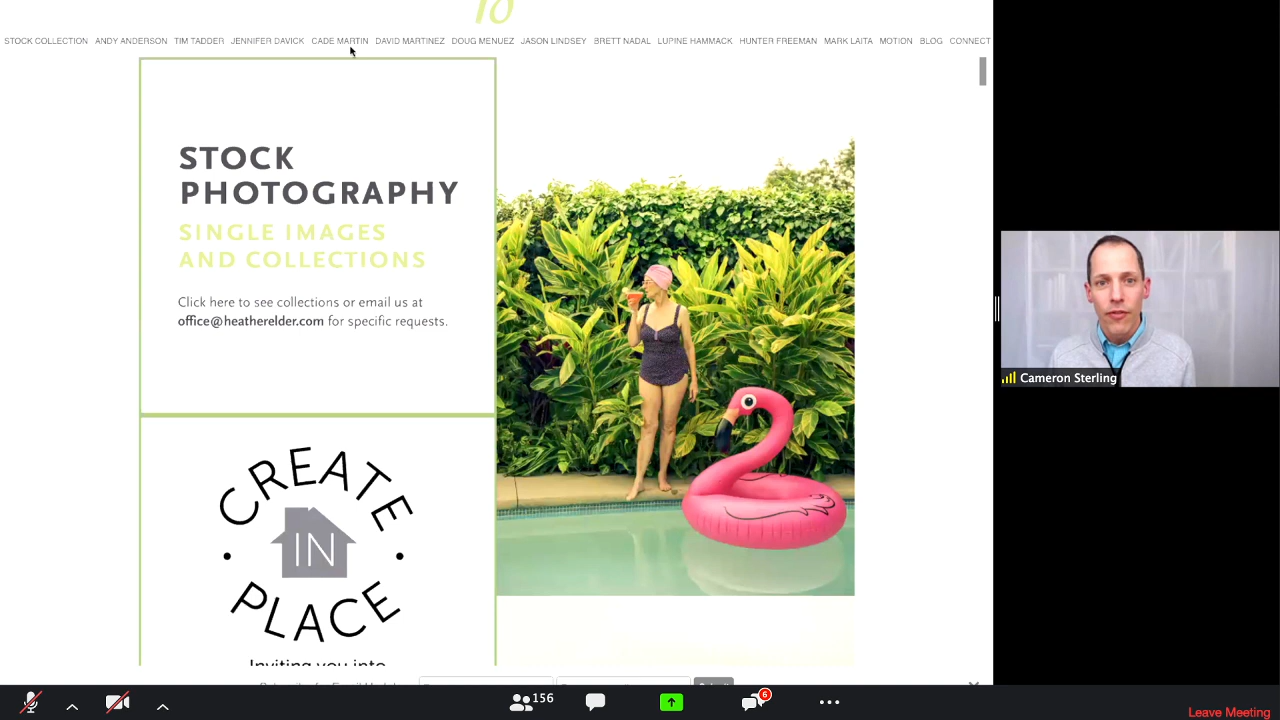 STOCK COLLECTION ANDY ANDERSON TIM TADDER JENNIFER DAVICK CADE MARTIN DAVID MARTINEZ DOUG MENUEZ JASON LINDSEY BRETT NADAL LUPINE HAMMACK HUNTER FREEMAN MARK LAITA MOTION BLOG CONNECT
STOCK
PHOTOGRAPHY
SINGLE IMAGES
AND COLLECTIONS
Click here to see collections or email us at
office@heatherelder.com for specific requests.
CREATE
IN
PLACE
Inviting you into
Cameron Sterling
156
6
Leave Meeting